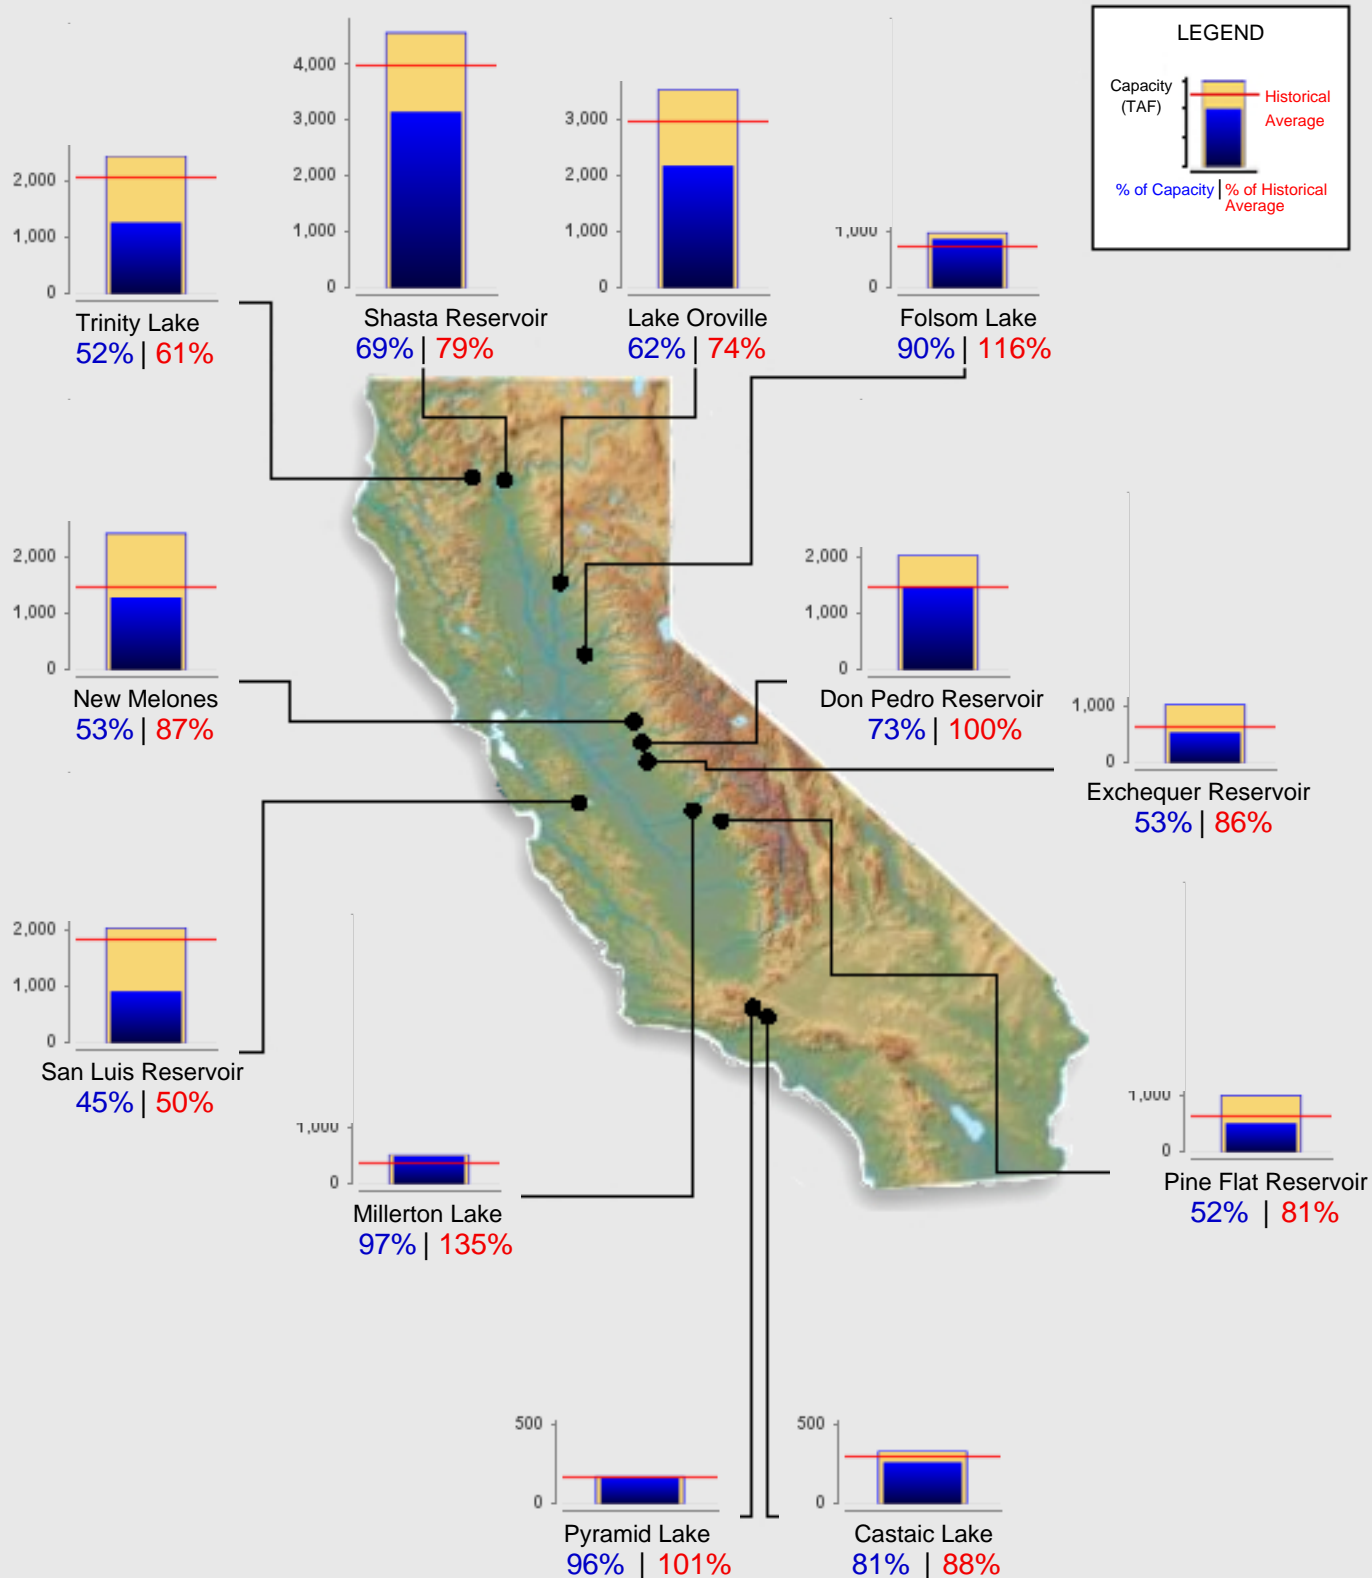 LEGEND
Capacity
(TAF)
Historical
Average
% of Capacity | % of Historical
Average
4,000
3,000
2,000
1,000
0
Shasta Reservoir
69% | 79%
3,000
2,000
1,000
0
Lake Oroville
62% | 74%
2,000
1,000
0
Trinity Lake
52% | 61%
1,000
0
Folsom Lake
90% | 116%
2,000
1,000
0
New Melones
53% | 87%
2,000
1,000
0
Don Pedro Reservoir
73% | 100%
1,000
0
Exchequer Reservoir
53% | 86%
2,000
1,000
0
San Luis Reservoir
45% | 50%
1,000
0
Millerton Lake
97% | 135%
1,000
0
Pine Flat Reservoir
52% | 81%
500
0
Pyramid Lake
96% | 101%
500
0
Castaic Lake
81% | 88%